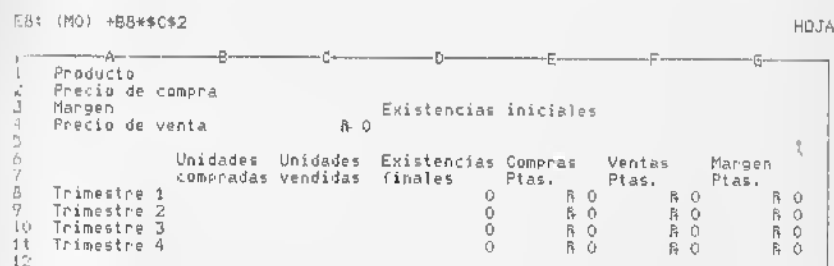 E8: (M0) +B8*$C$2 HOJA
A B C D E F G
1 Producto
2 Precio de compra
3 Margen Existencias iniciales
4 Precio de venta ₧ 0
5
6 Unidades Unidades Existencias Compras Ventas Margen
7 compradas vendidas finales Ptas. Ptas. Ptas.
8 Trimestre 1 0 ₧ 0 ₧ 0 ₧ 0
9 Trimestre 2 0 ₧ 0 ₧ 0 ₧ 0
10 Trimestre 3 0 ₧ 0 ₧ 0 ₧ 0
11 Trimestre 4 0 ₧ 0 ₧ 0 ₧ 0
12